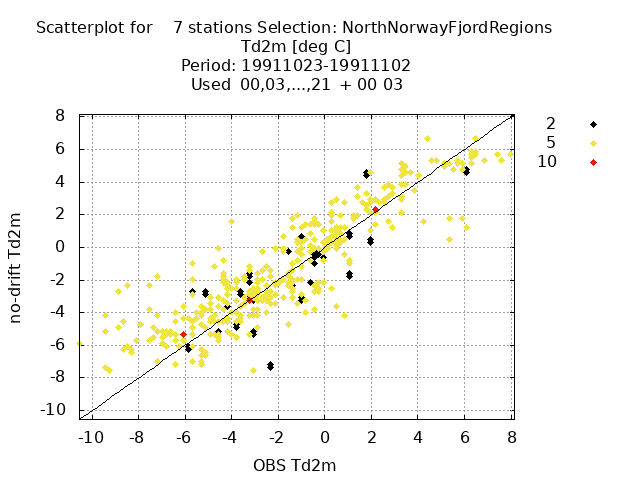 Scatterplot for 7 stations Selection: NorthNorwayFjordRegions
Td2m [deg C]
Period: 19911023-19911102
Used 00,03,...,21 + 00 03
2
5
10
8
6
4
2
0
-2
-4
-6
-8
-10
no-drift Td2m
-10 -8 -6 -4 -2 0 2 4 6 8
OBS Td2m